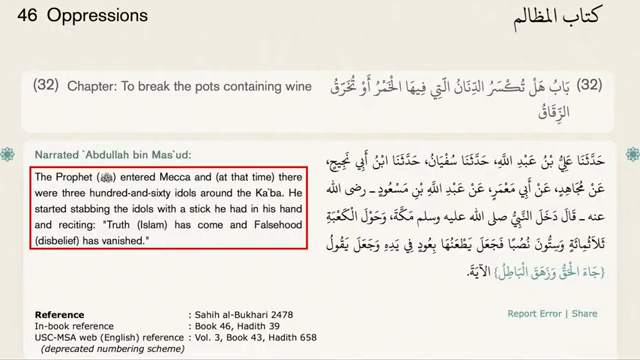 46 Oppressions
كتاب المظالم
(32) Chapter: To break the pots containing wine
(32) بَابُ هَلْ تُكْسَرُ الدِّنَانُ الَّتِي فِيهَا الْخَمْرُ أَوْ تُخَرَّقُ
الزِّقَاقُ
Narrated `Abdullah bin Mas`ud:
The Prophet (ﷺ) entered Mecca and (at that time) there
were three hundred-and-sixty idols around the Ka`ba. He
started stabbing the idols with a stick he had in his hand
and reciting: "Truth (Islam) has come and Falsehood
(disbelief) has vanished."
حَدَّثَنَا عَلِيُّ بْنُ عَبْدِ اللَّهِ، حَدَّثَنَا سُفْيَانُ، حَدَّثَنَا ابْنُ أَبِي نَجِيحٍ،
عَنْ مُجَاهِدٍ، عَنْ أَبِي مَعْمَرٍ، عَنْ عَبْدِ اللَّهِ بْنِ مَسْعُودٍ ـ رضى الله
عنه ـ قَالَ دَخَلَ النَّبِيُّ صلى الله عليه وسلم مَكَّةَ، وَحَوْلَ الْكَعْبَةِ
ثَلاَثُمِائَةٍ وَسِتُّونَ نُصُبًا فَجَعَلَ يَطْعَنُهَا بِعُودٍ فِي يَدِهِ وَجَعَلَ يَقُولُ
{جَاءَ الْحَقُّ وَزَهَقَ الْبَاطِلُ} الآيَةَ.
Reference : Sahih al-Bukhari 2478
In-book reference : Book 46, Hadith 39
USC-MSA web (English) reference : Vol. 3, Book 43, Hadith 658
(deprecated numbering scheme)
Report Error | Share